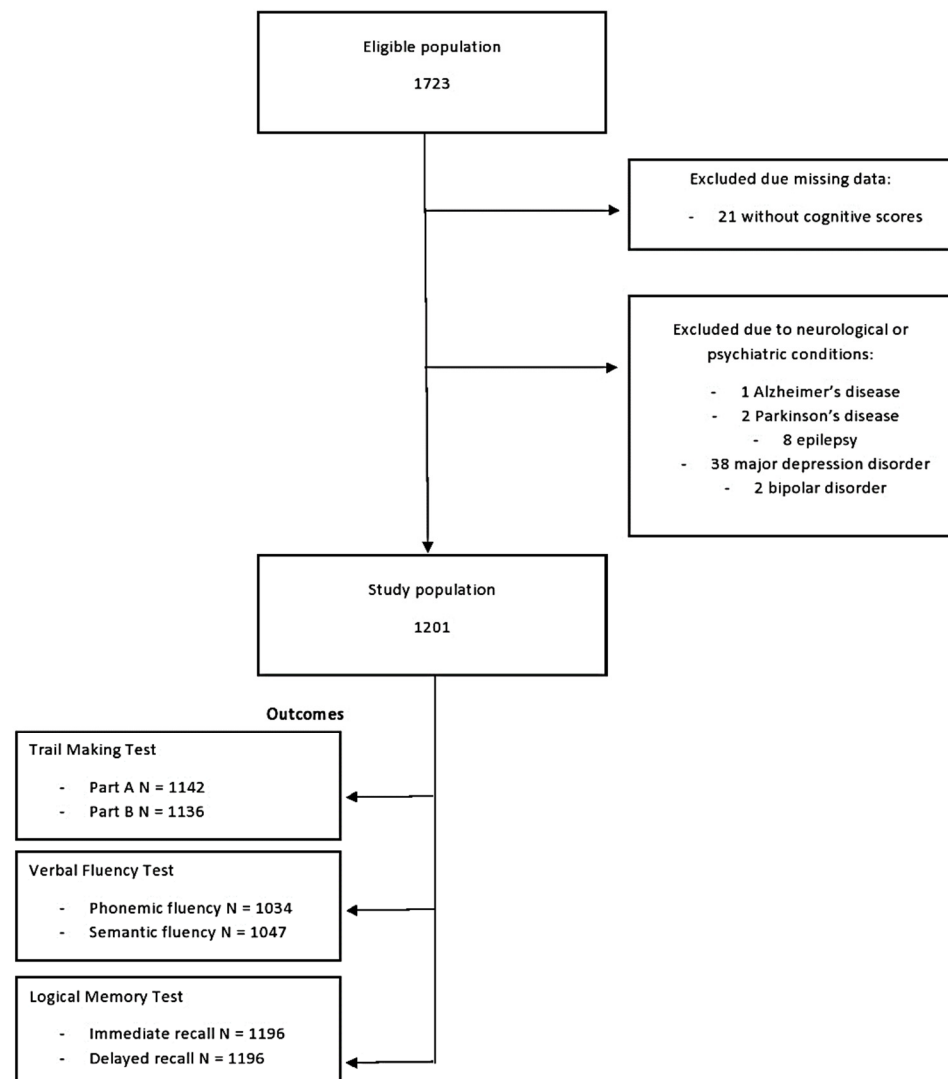 Eligible population
1723
Excluded due missing data:
- 21 without cognitive scores
Excluded due to neurological or
psychiatric conditions:
- 1 Alzheimer's disease
- 2 Parkinson's disease
- 8 epilepsy
- 38 major depression disorder
- 2 bipolar disorder
Study population
1201
Outcomes
Trail Making Test
- Part A N = 1142
- Part B N = 1136
Verbal Fluency Test
- Phonemic fluency N = 1034
- Semantic fluency N = 1047
Logical Memory Test
- Immediate recall N = 1196
- Delayed recall N = 1196